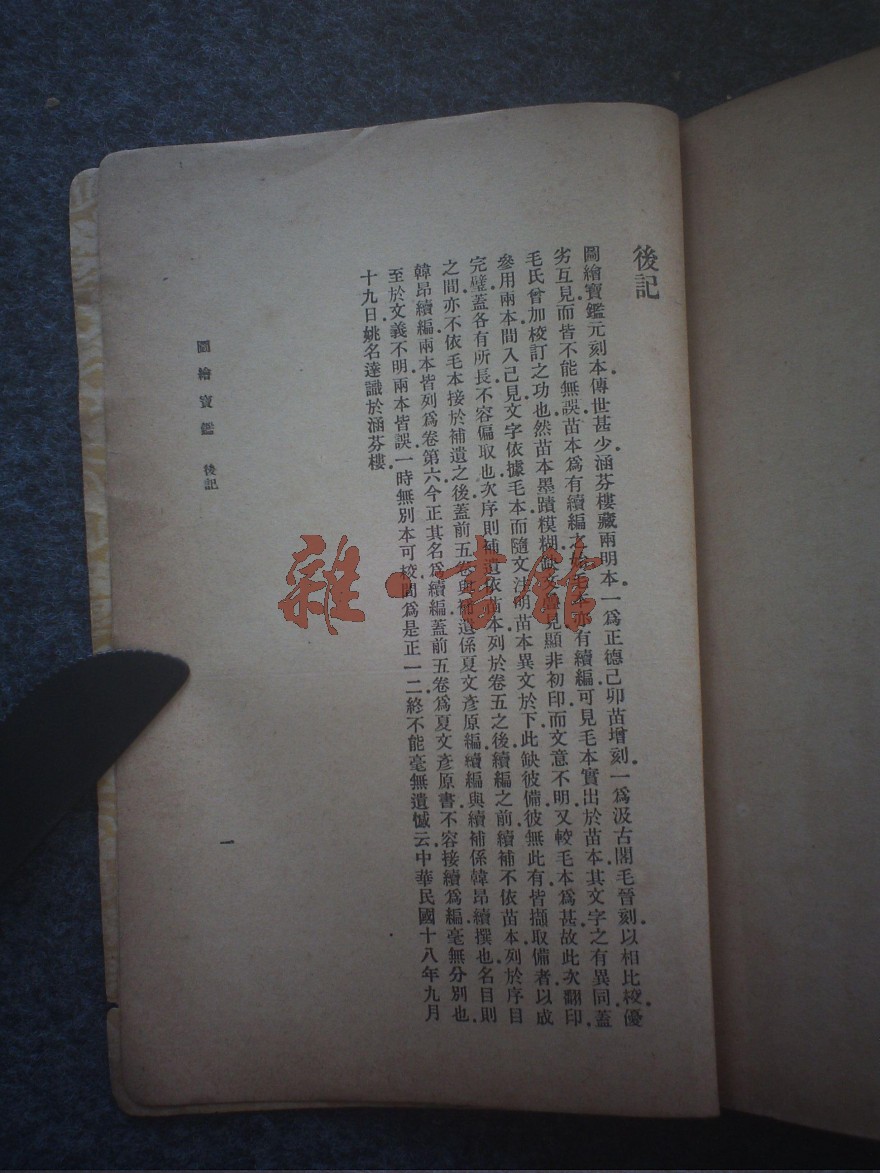 後記
圖繪寶鑑元刻本傳世甚少.涵芬樓藏兩明本.一爲正德己卯苗增刻.一爲汲古閣毛晉刻.以相比校.優
劣互見.而皆不能無誤.苗本爲有續編之始.毛本亦有續編.可見毛本實出於苗本.其文字之有異同.蓋
毛氏曾加校訂之功也.然苗本墨蹟模糊.缺文疊見.顯非初印.而文意不明.又較毛本爲甚.故此次翻印.
參用兩本.間入己見.文字依據毛本.而隨文注明苗本異文於下.此缺彼備.彼無此有.皆擷取備者以成
完璧.蓋各有所長.不容偏取也.次序則補遺依苗本.列於卷五之後.續編之前.續補不依苗本.列於序目
之間.亦不依毛本接於補遺之後.蓋前五卷與補遺係夏文彥原編.續編與續補係韓昂續撰也.名目則
韓昂續編兩本皆列爲卷第六.今正其名爲續編.蓋前五卷爲夏文彥原書.不容接續爲編.毫無分別也.
至於文義不明.兩本皆誤.一時無別本可校.間爲是正一二.終不能毫無遺憾云.中華民國十八年九月
十九日.姚名達識於涵芬樓.
圖繪寶鑑 後記
一
雜·書館